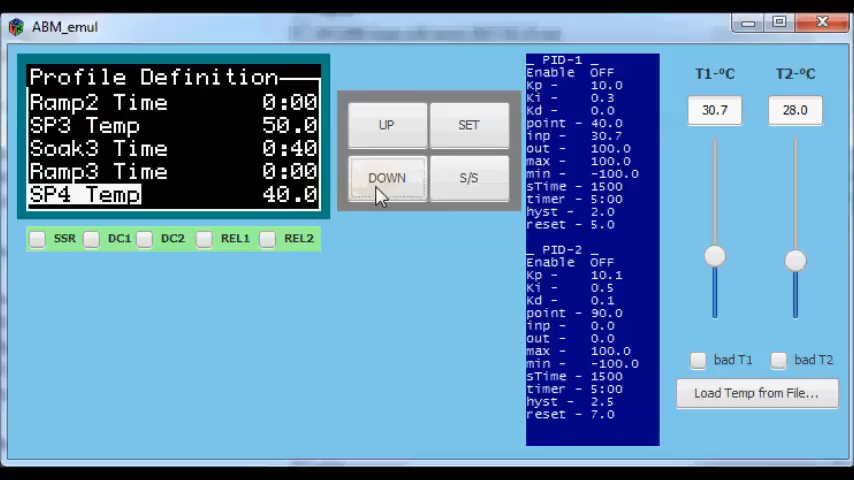 ABM_emul
Profile Definition
Ramp2 Time 0:00
SP3 Temp 50.0
Soak3 Time 0:40
Ramp3 Time 0:00
SP4 Temp 40.0
UP
SET
DOWN
S/S
SSR DC1 DC2 REL1 REL2
_ PID-1 _
Enable OFF
Kp - 10.0
Ki - 0.3
Kd - 0.0
point - 40.0
inp - 30.7
out - 100.0
max - 100.0
min - -100.0
sTime - 1500
timer - 5:00
hyst - 2.0
reset - 5.0
_ PID-2 _
Enable OFF
Kp - 10.1
Ki - 0.5
Kd - 0.1
point - 90.0
inp - 0.0
out - 0.0
max - 100.0
min - -100.0
sTime - 1500
timer - 5:00
hyst - 2.5
reset - 7.0
T1-ºC T2-ºC
30.7 28.0
bad T1 bad T2
Load Temp from File...